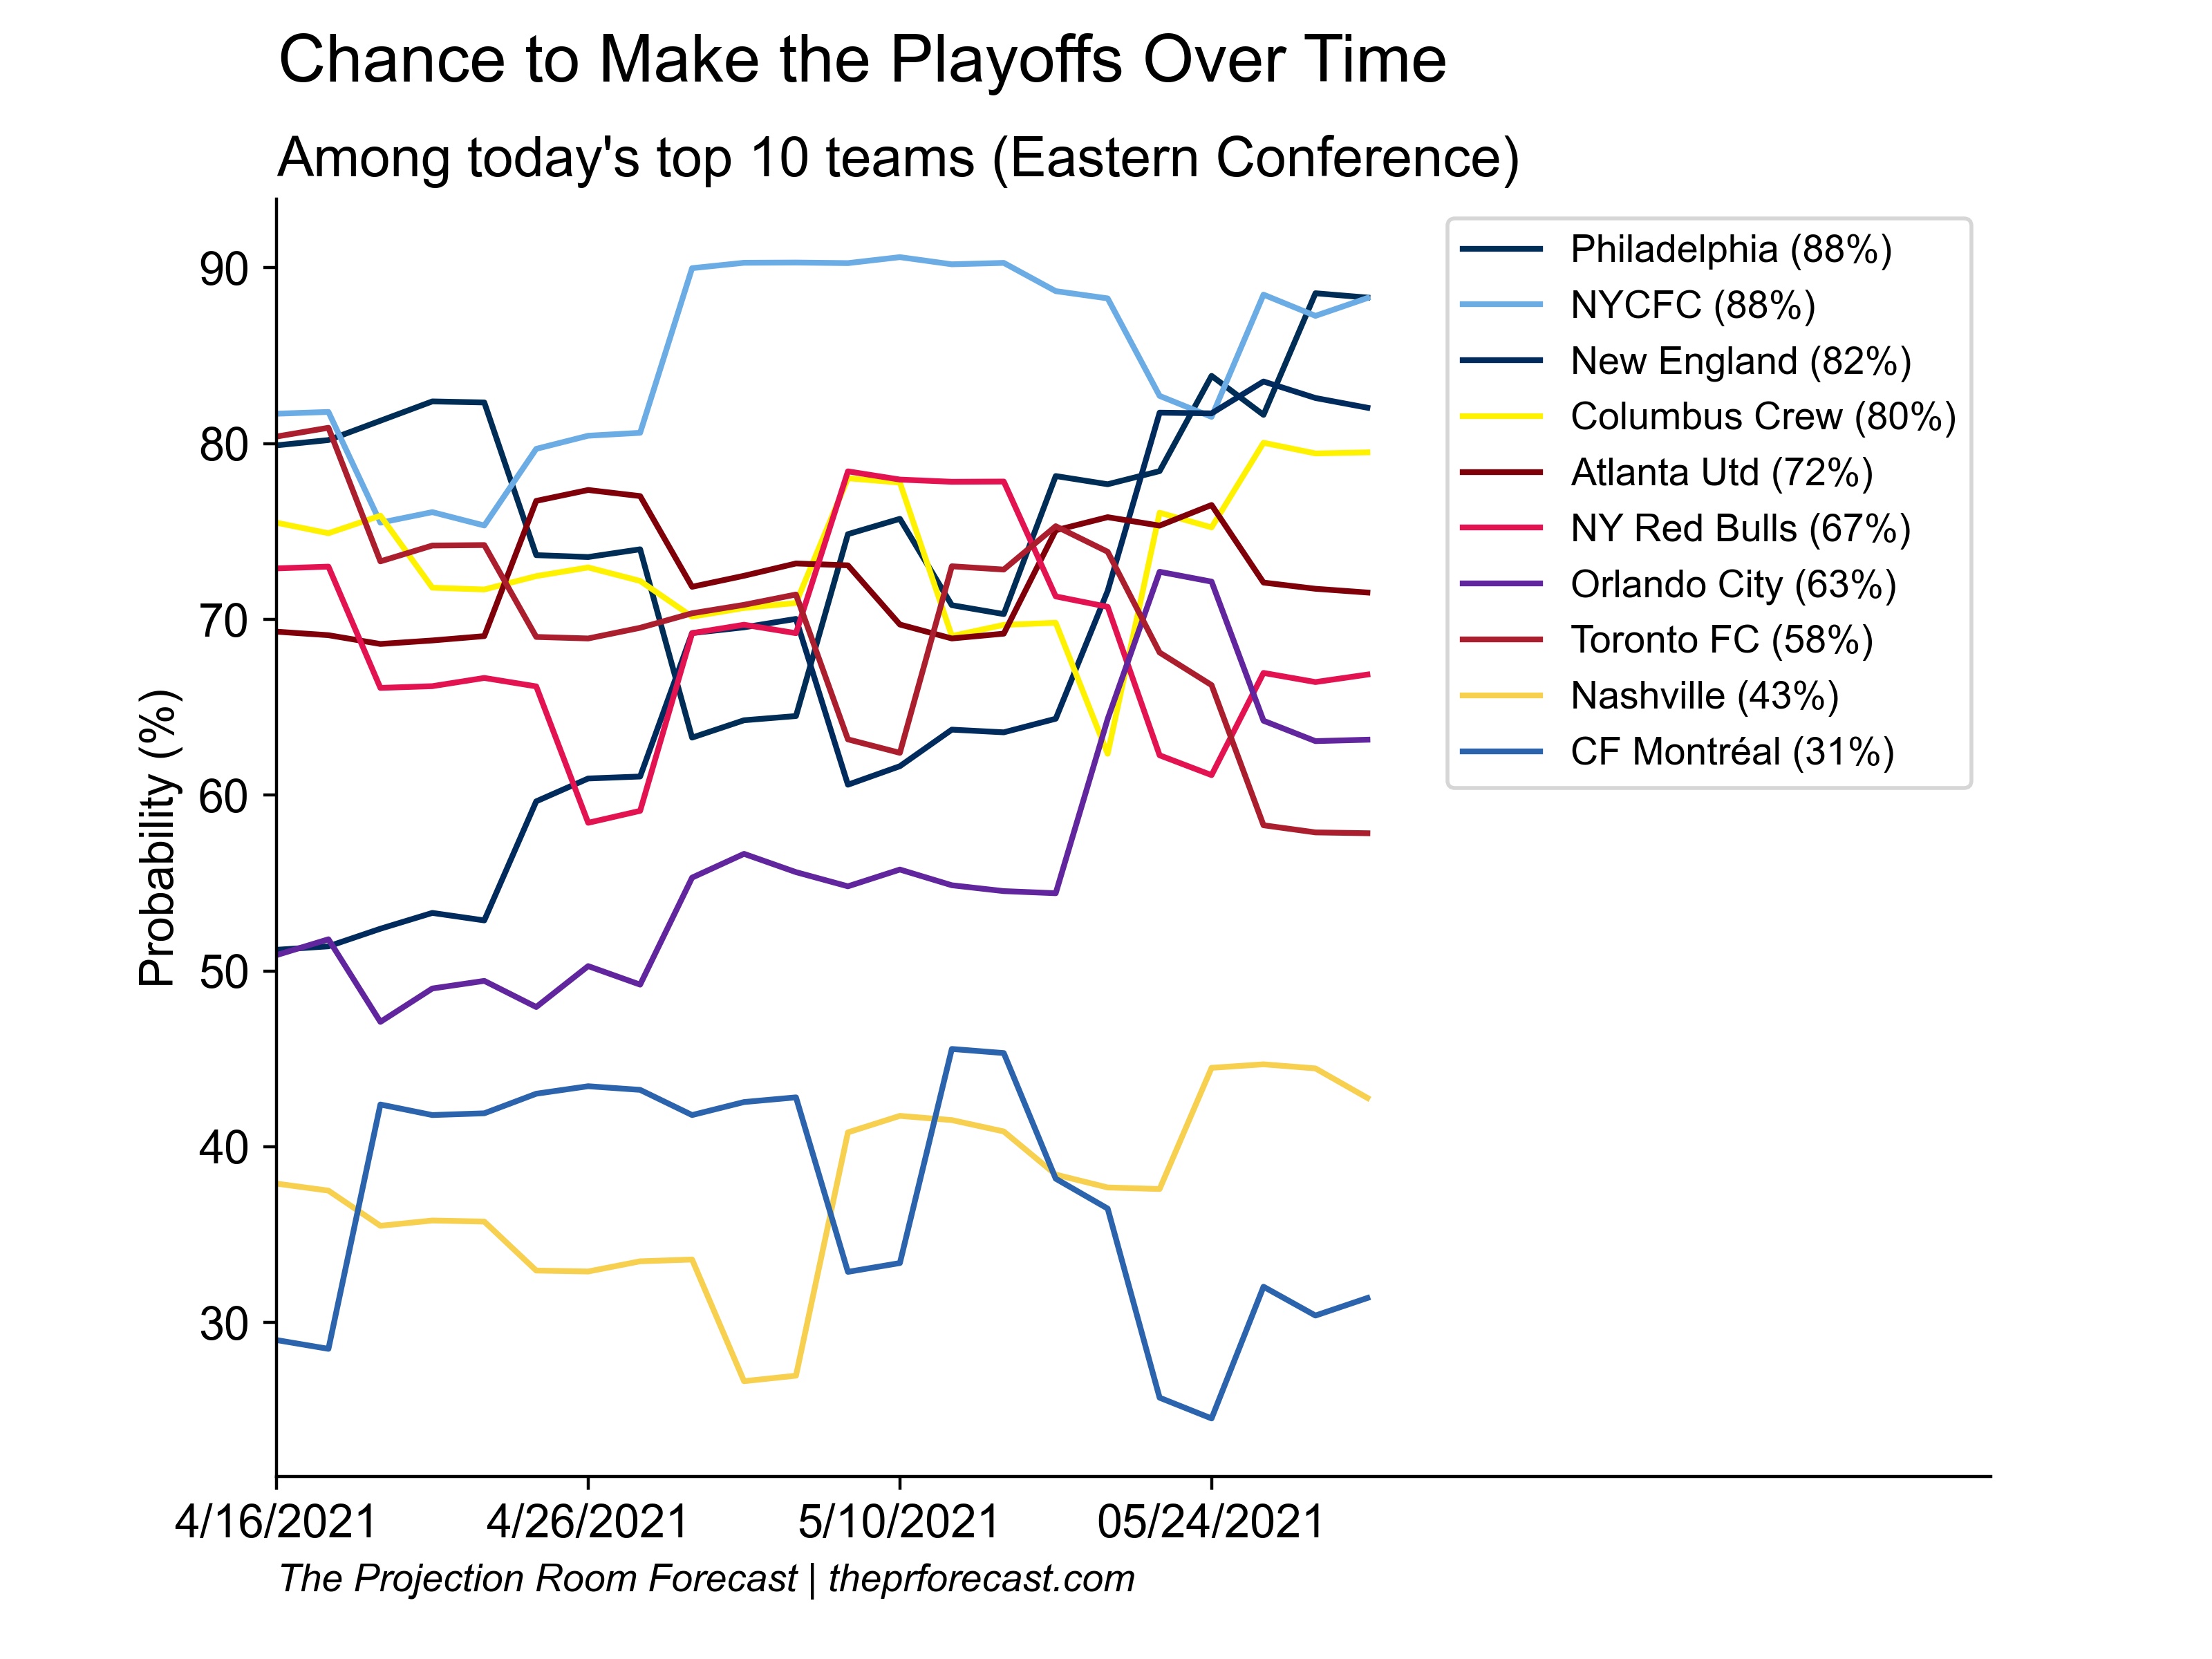 Chance to Make the Playoffs Over Time
Among today's top 10 teams (Eastern Conference)
Probability (%)
90
80
70
60
50
40
30
4/16/2021
4/26/2021
5/10/2021
05/24/2021
Philadelphia (88%)
NYCFC (88%)
New England (82%)
Columbus Crew (80%)
Atlanta Utd (72%)
NY Red Bulls (67%)
Orlando City (63%)
Toronto FC (58%)
Nashville (43%)
CF Montréal (31%)
The Projection Room Forecast | theprforecast.com